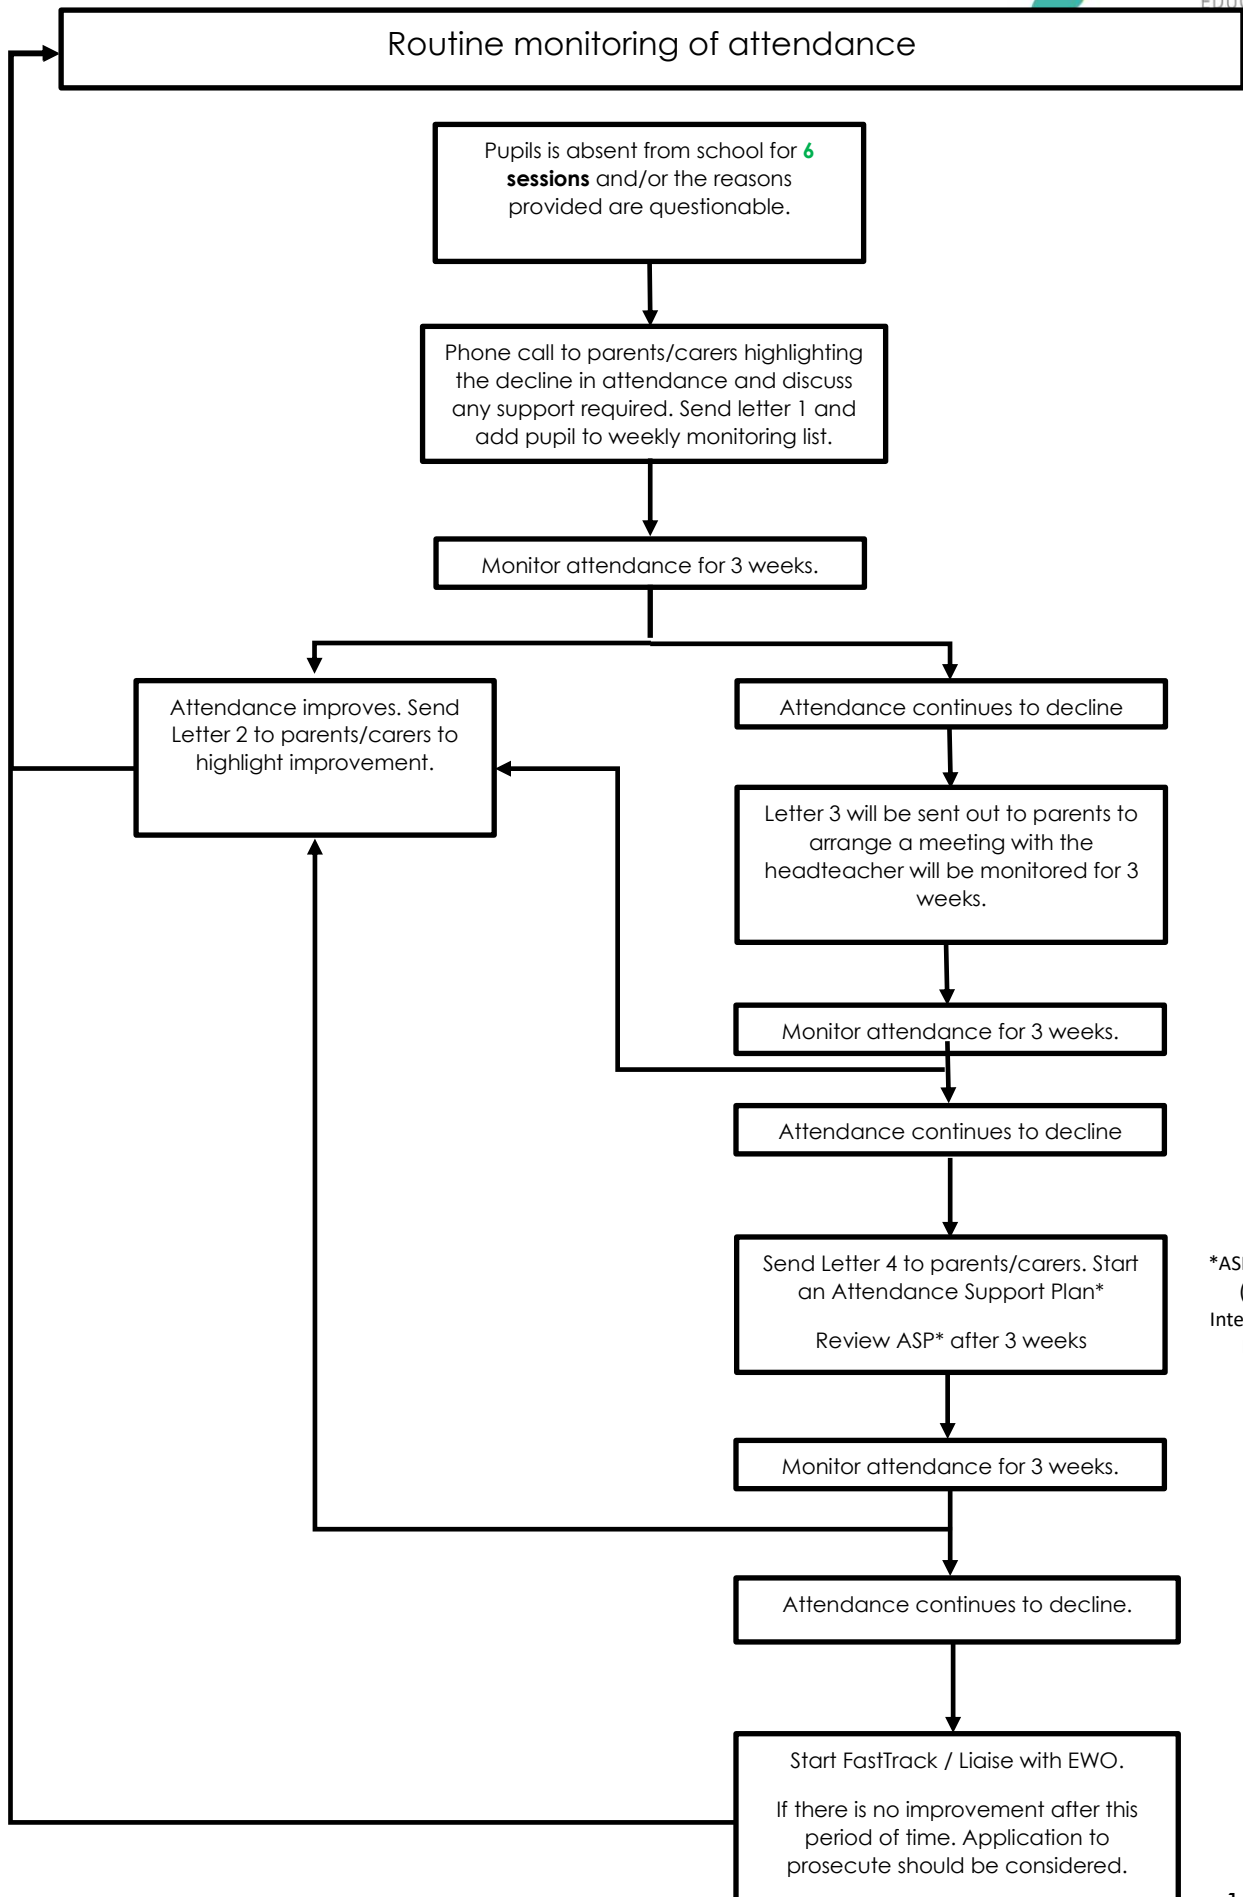 Routine monitoring of attendance
Pupils is absent from school for 6
sessions and/or the reasons
provided are questionable.
Phone call to parents/carers highlighting
the decline in attendance and discuss
any support required. Send letter 1 and
add pupil to weekly monitoring list.
Monitor attendance for 3 weeks.
Attendance improves. Send
Letter 2 to parents/carers to
highlight improvement.
Attendance continues to decline
Letter 3 will be sent out to parents to
arrange a meeting with the
headteacher will be monitored for 3
weeks.
Monitor attendance for 3 weeks.
Attendance continues to decline
Send Letter 4 to parents/carers. Start
an Attendance Support Plan*
Review ASP* after 3 weeks
Monitor attendance for 3 weeks.
Attendance continues to decline.
Start FastTrack / Liaise with EWO.
If there is no improvement after this
period of time. Application to
prosecute should be considered.